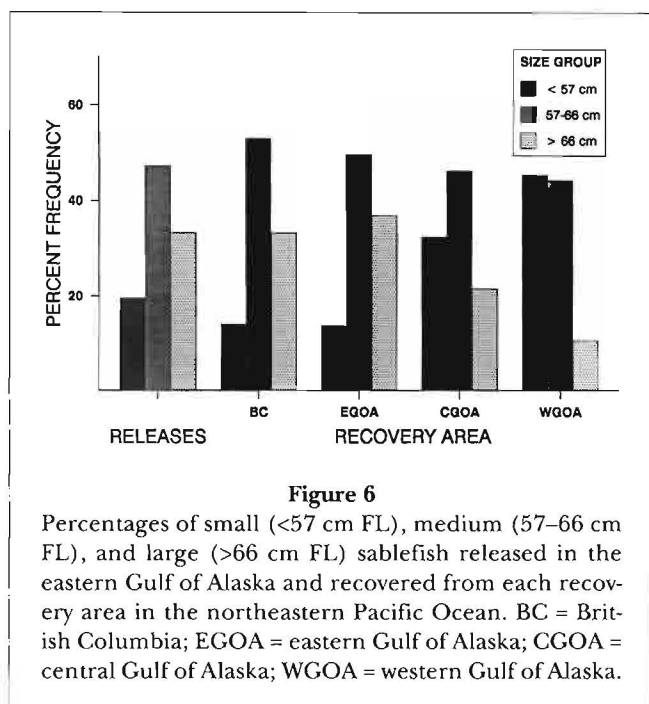 SIZE GROUP
< 57 cm
57-66 cm
> 66 cm
PERCENT FREQUENCY
60
40
20
BC
EGOA
CGOA
WGOA
RELEASES
RECOVERY AREA
Figure 6
Percentages of small (<57 cm FL), medium (57–66 cm
FL), and large (>66 cm FL) sablefish released in the
eastern Gulf of Alaska and recovered from each recov-
ery area in the northeastern Pacific Ocean. BC = Brit-
ish Columbia; EGOA = eastern Gulf of Alaska; CGOA =
central Gulf of Alaska; WGOA = western Gulf of Alaska.